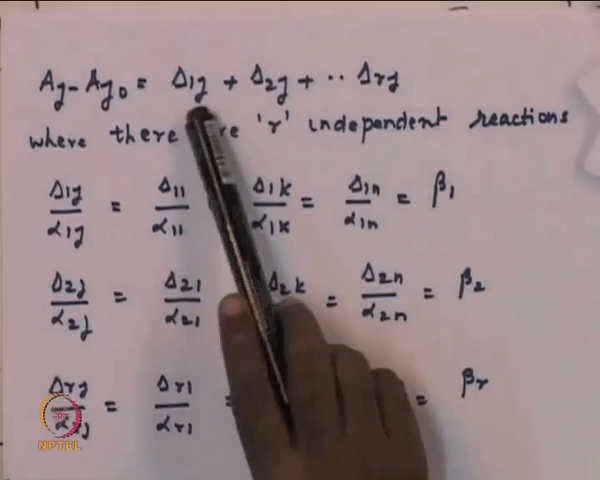 Aj - Aj0 = Δ1j + Δ2j + ·· Δrj
where there 'r' independent reactions
Δ1j/α1j = Δ11/α11 Δ1k/α1k = Δ1n/α1n = β1
Δ2j/α2j = Δ21/α21 Δ2k = Δ2n/α2n = β2
Δrj = Δr1/αr1 = = βr
NPTEL